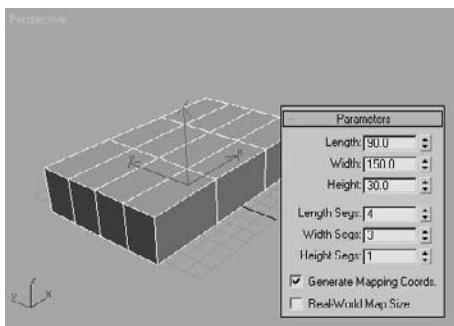 Perspective
Parameters
Length: 90.0
Width: 150.0
Height: 30.0
Length Segs: 4
Width Segs: 3
Height Segs: 1
Generate Mapping Coords.
Real-World Map Size
z
x
y
z
y x